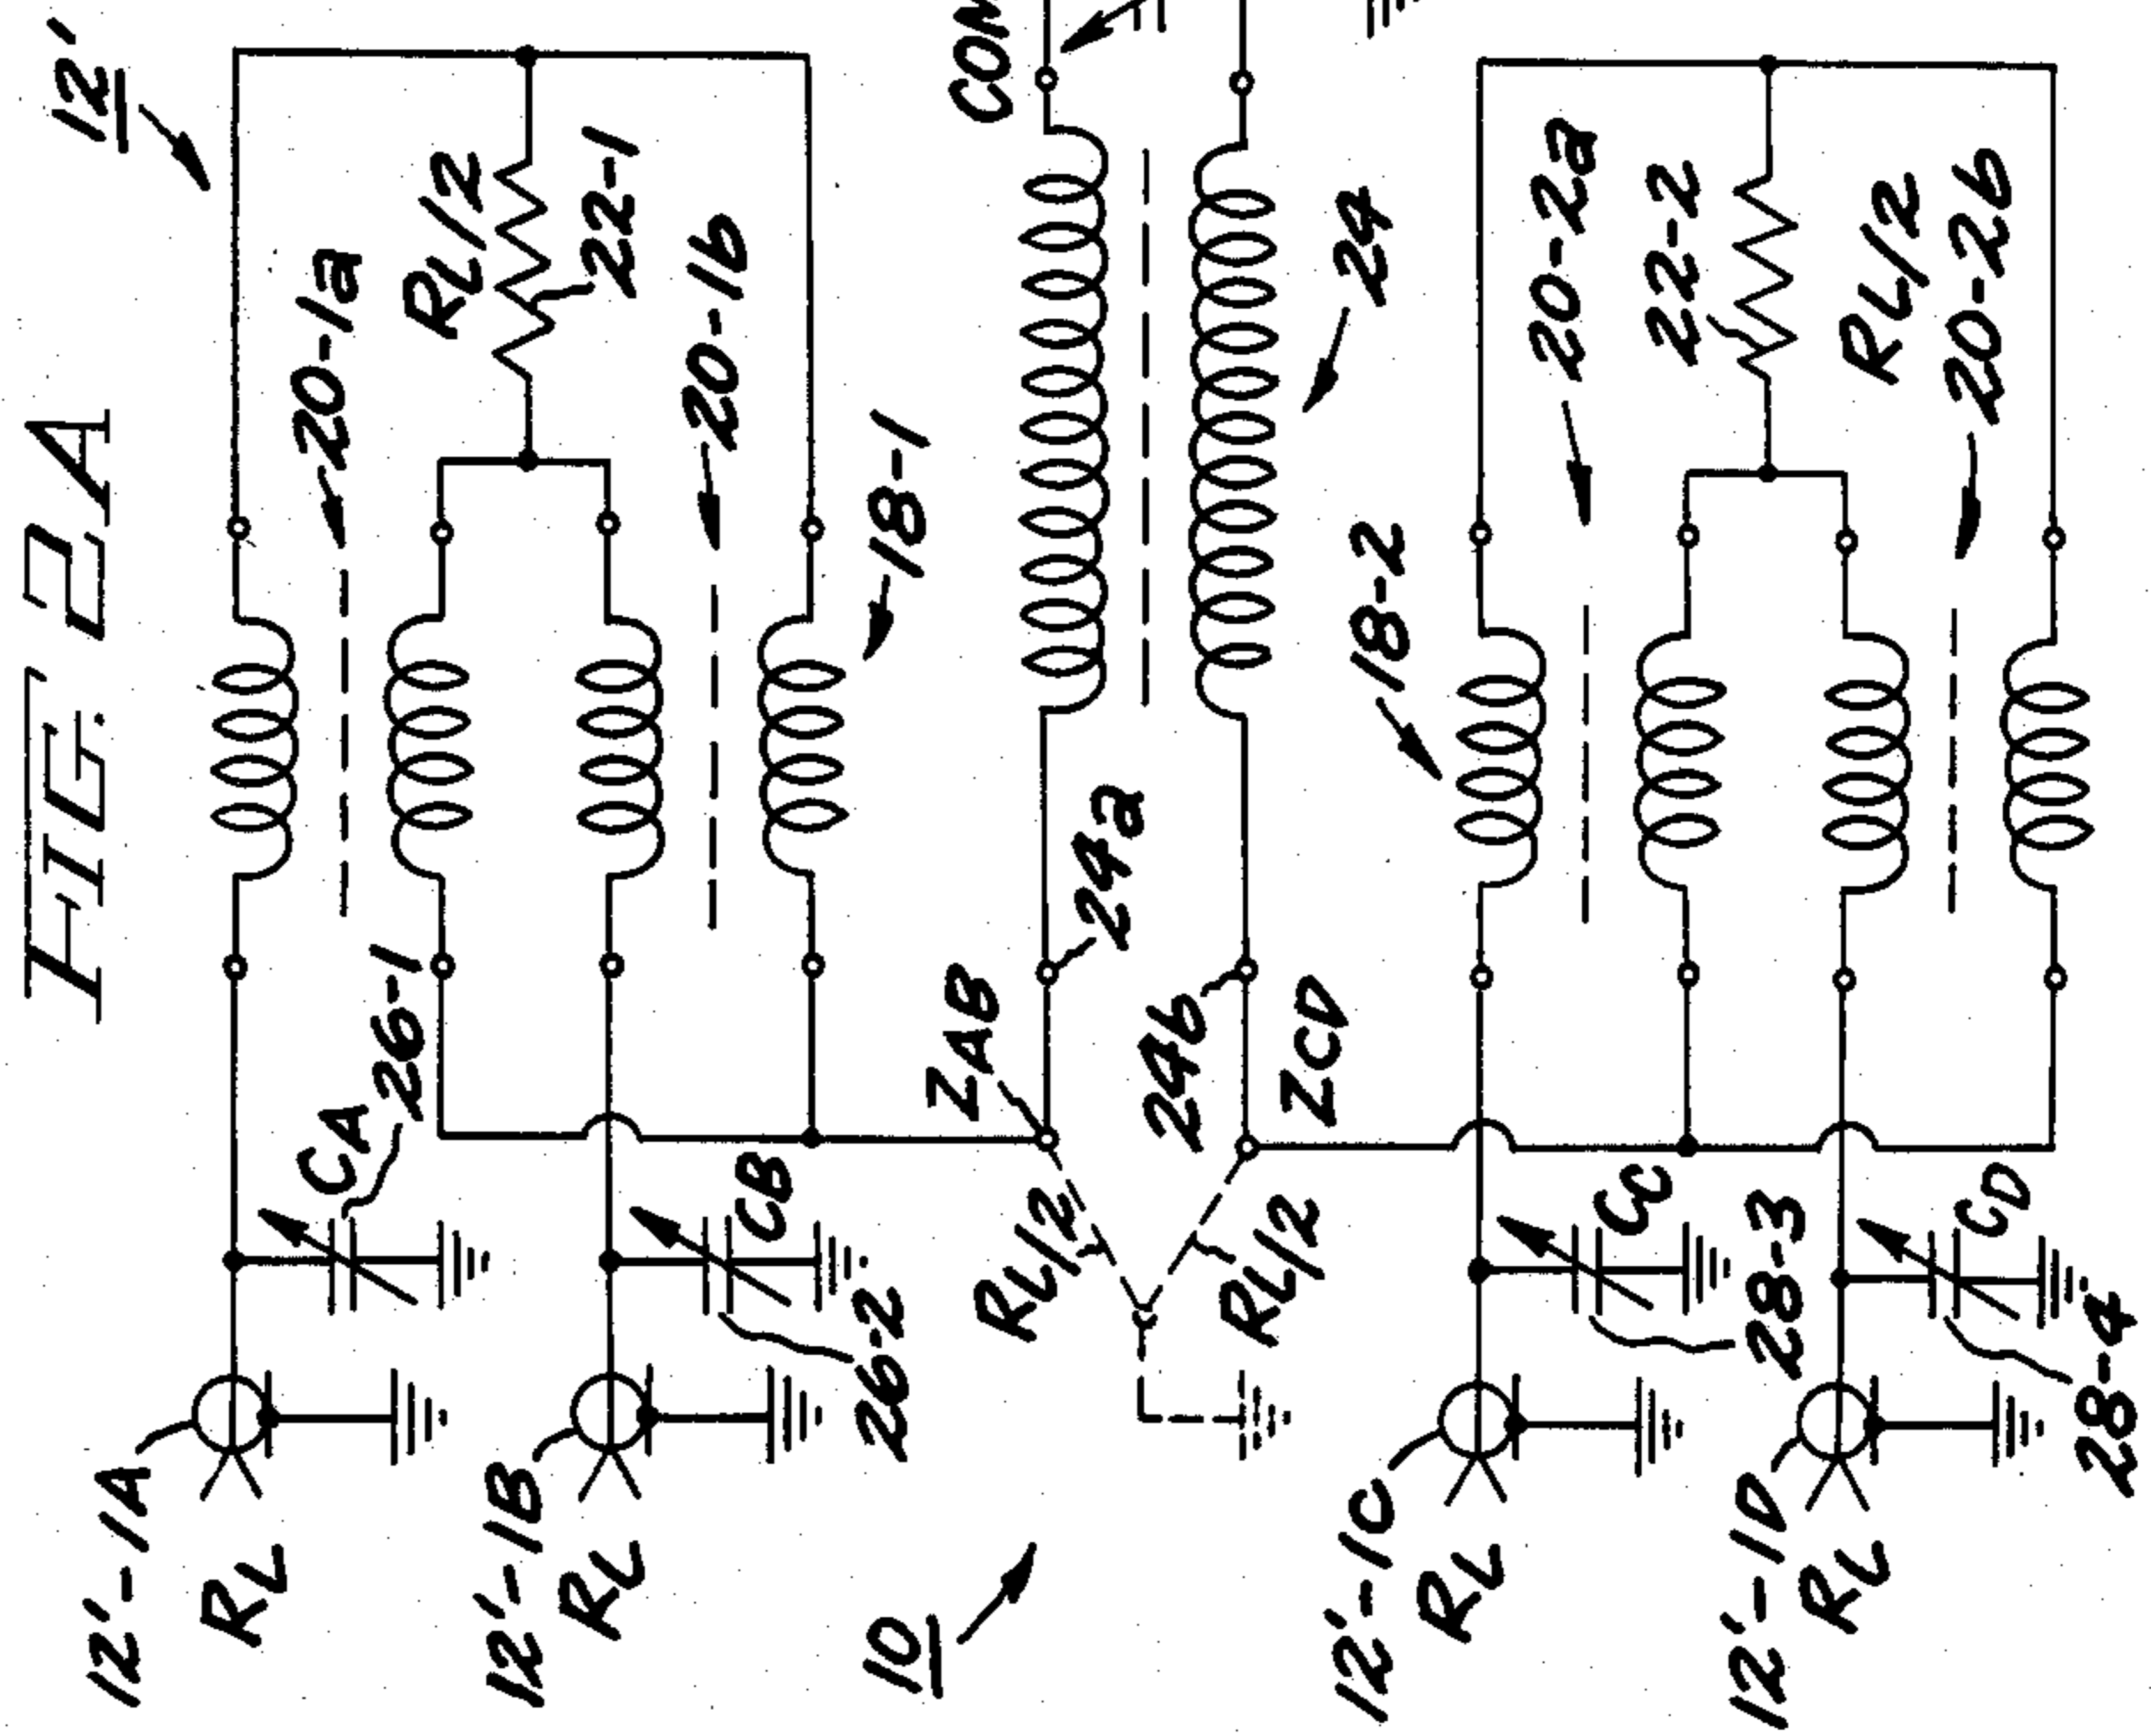 FIG. 2A
12'
20-1a
RL/2
22-1
20-1b
18-1
CA
26-1
CB
26-2
12'-1A
RL
12'-1B
RL
10
COM
ZAB
24a
24b
ZCD
24
RL/2
RL/2
18-2
20-2a
22-2
RL/2
20-2b
CC
28-3
CD
28-4
12'-1C
RL
12'-1D
RL